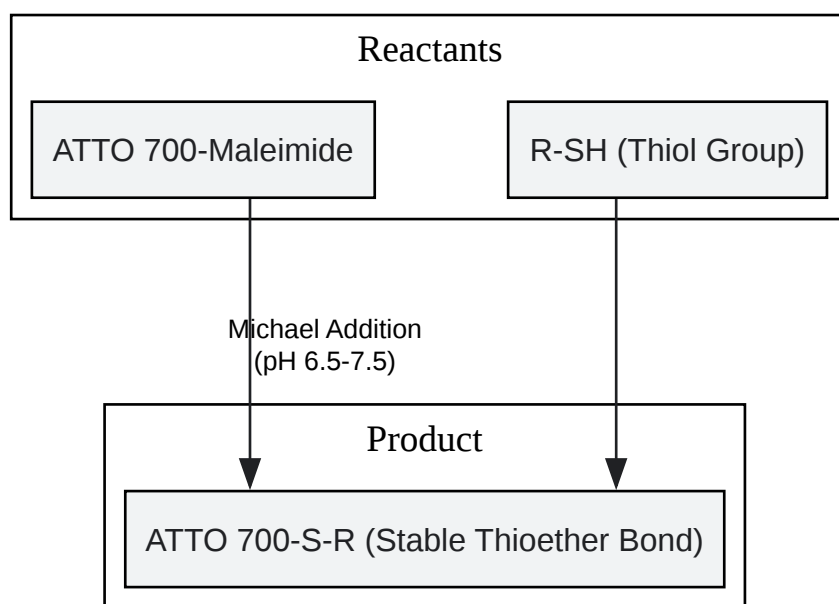 Reactants
ATTO 700-Maleimide
R-SH (Thiol Group)
Michael Addition
(pH 6.5-7.5)
Product
ATTO 700-S-R (Stable Thioether Bond)